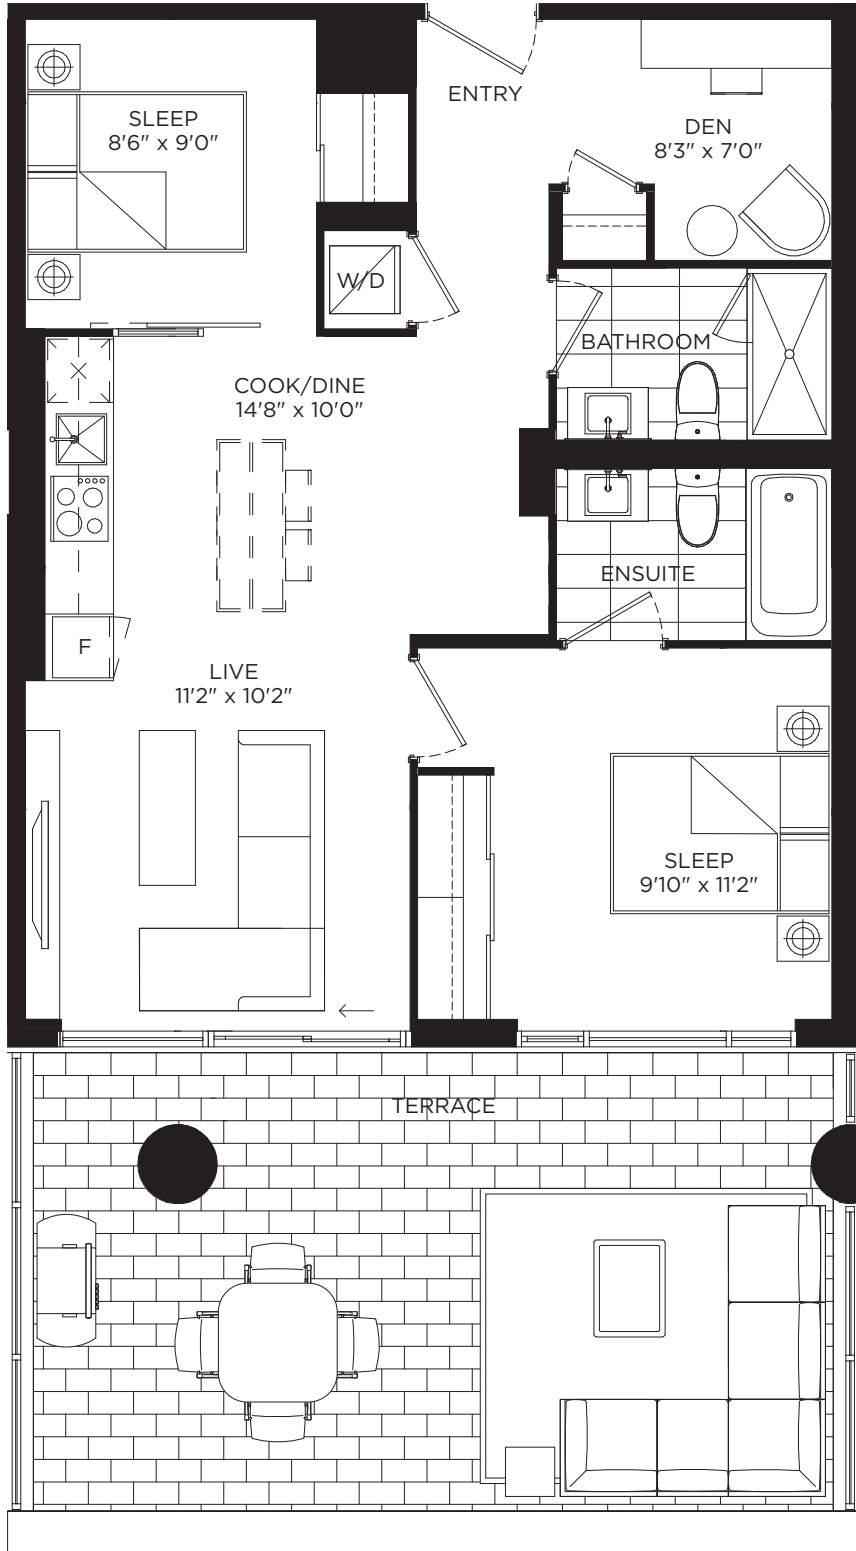 ENTRY
SLEEP
8'6" x 9'0"
DEN
8'3" x 7'0"
W/D
BATHROOM
COOK/DINE
14'8" x 10'0"
ENSUITE
F
LIVE
11'2" x 10'2"
SLEEP
9'10" x 11'2"
TERRACE